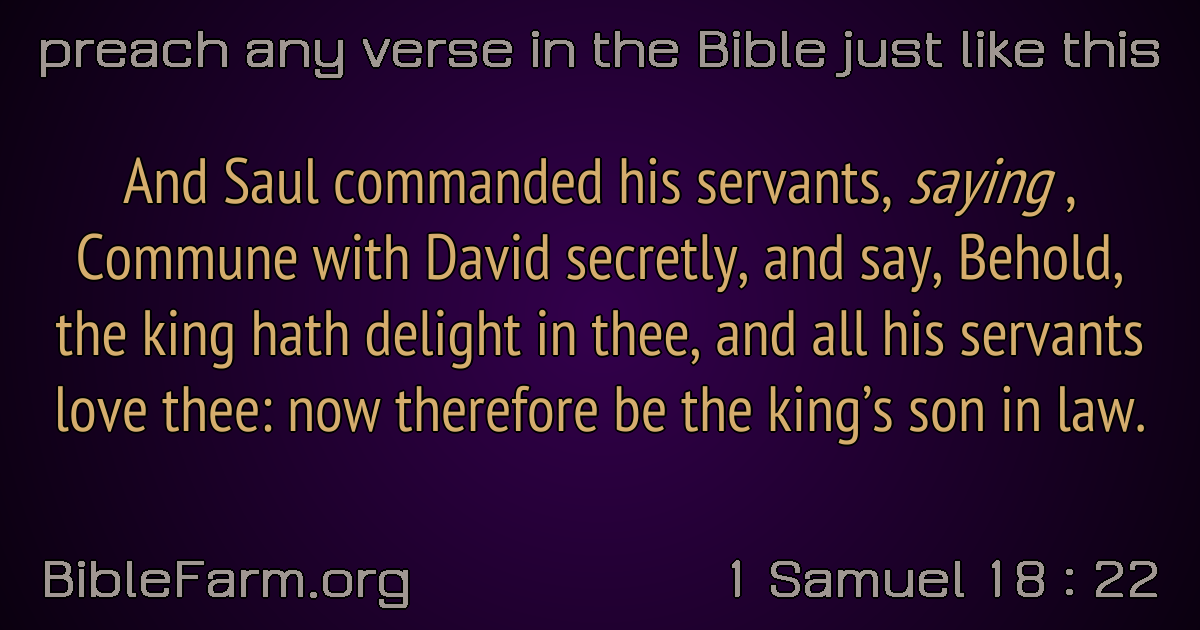 preach any verse in the Bible just like this
And Saul commanded his servants, saying ,
Commune with David secretly, and say, Behold,
the king hath delight in thee, and all his servants
love thee: now therefore be the king’s son in law.
BibleFarm.org
1 Samuel 18 : 22